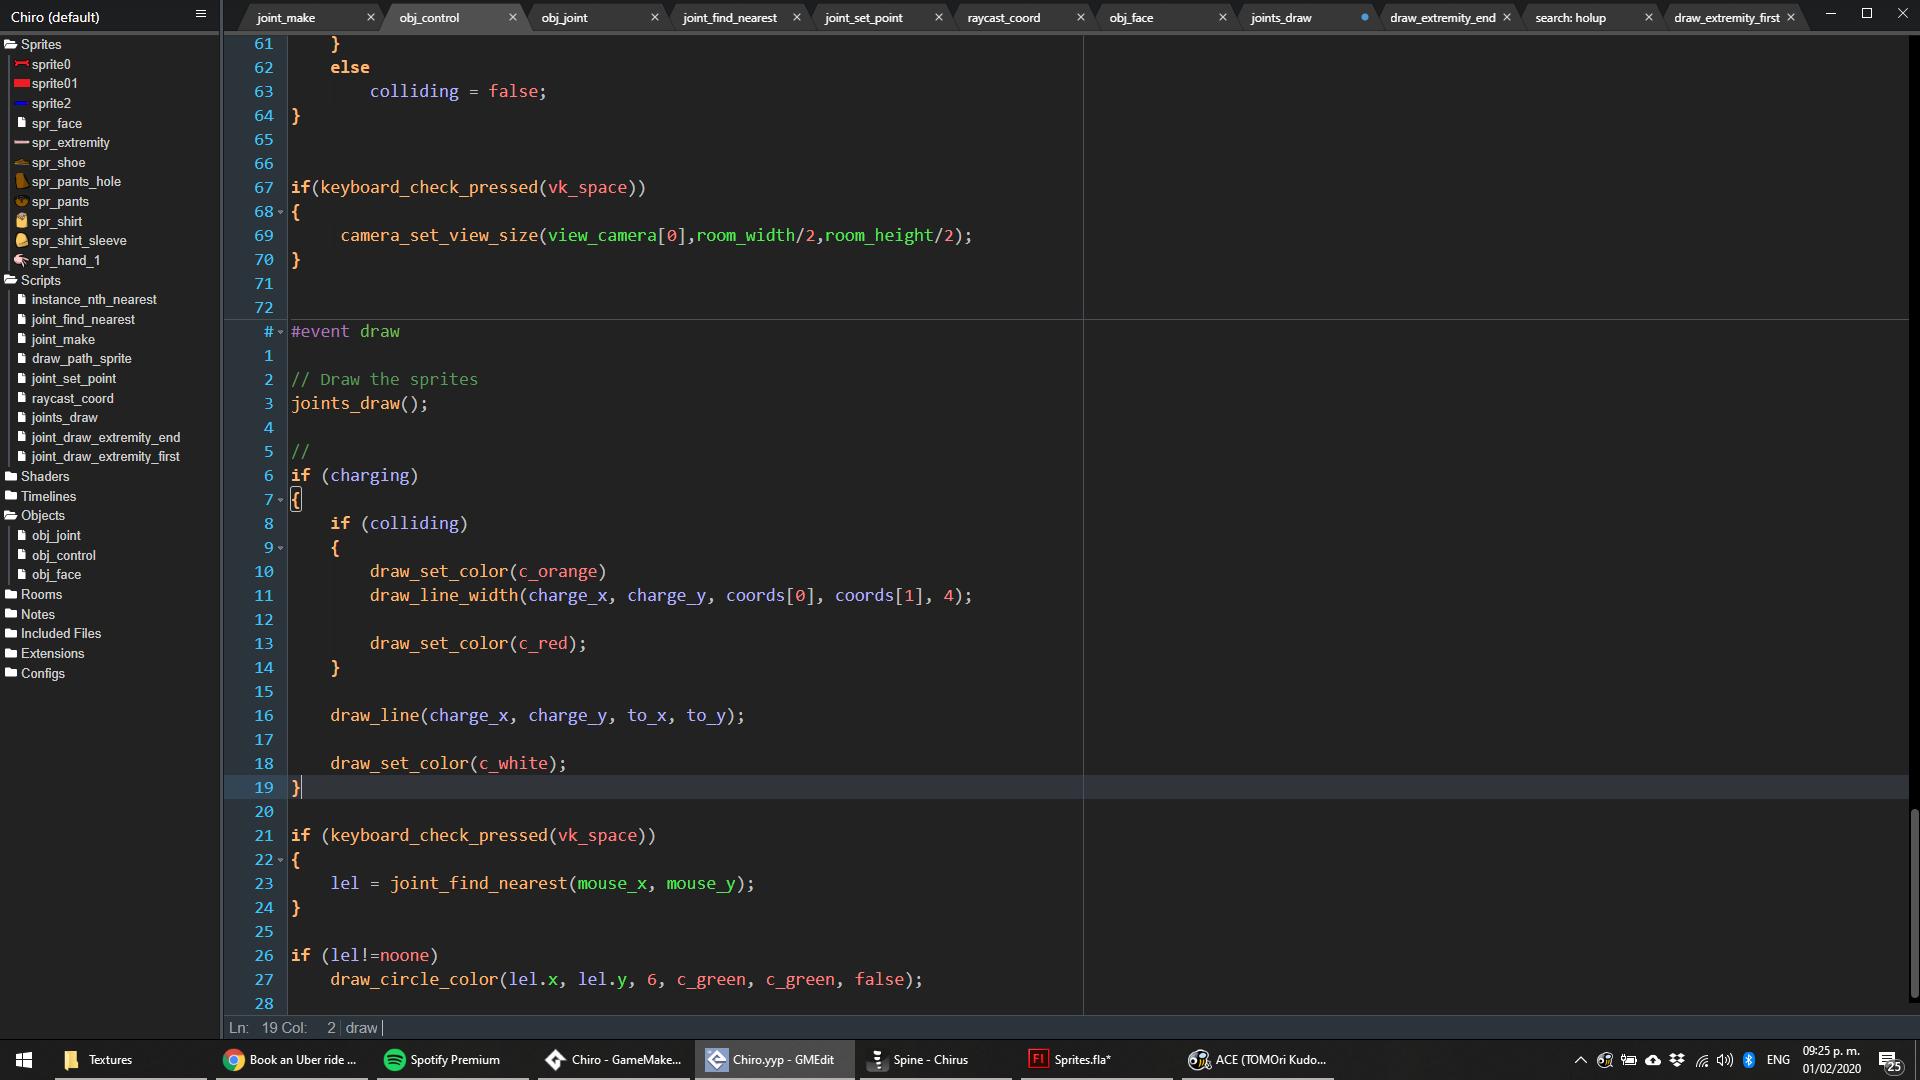 Chiro (default)
joint_make
obj_control
obj_joint
joint_find_nearest
joint_set_point
raycast_coord
obj_face
joints_draw
draw_extremity_end
search: holup
draw_extremity_first
Sprites
sprite0
sprite01
sprite2
spr_face
spr_extremity
spr_shoe
spr_pants_hole
spr_pants
spr_shirt
spr_shirt_sleeve
spr_hand_1
Scripts
instance_nth_nearest
joint_find_nearest
joint_make
draw_path_sprite
joint_set_point
raycast_coord
joints_draw
joint_draw_extremity_end
joint_draw_extremity_first
Shaders
Timelines
Objects
obj_joint
obj_control
obj_face
Rooms
Notes
Included Files
Extensions
Configs
61 }
62 else
63 colliding = false;
64 }
65
66
67 if(keyboard_check_pressed(vk_space))
68 {
69 camera_set_view_size(view_camera[0],room_width/2,room_height/2);
70 }
71
72
# #event draw
1
2 // Draw the sprites
3 joints_draw();
4
5 //
6 if (charging)
7 {
8 if (colliding)
9 {
10 draw_set_color(c_orange)
11 draw_line_width(charge_x, charge_y, coords[0], coords[1], 4);
12
13 draw_set_color(c_red);
14 }
15
16 draw_line(charge_x, charge_y, to_x, to_y);
17
18 draw_set_color(c_white);
19 }
20
21 if (keyboard_check_pressed(vk_space))
22 {
23 lel = joint_find_nearest(mouse_x, mouse_y);
24 }
25
26 if (lel!=noone)
27 draw_circle_color(lel.x, lel.y, 6, c_green, c_green, false);
28
Ln: 19 Col: 2 draw
Textures
Book an Uber ride ...
Spotify Premium
Chiro - GameMake...
Chiro.yyp - GMEdit
Spine - Chirus
Fl Sprites.fla*
ACE (TOMOri Kudo...
ENG
09:25 p. m.
01/02/2020
25